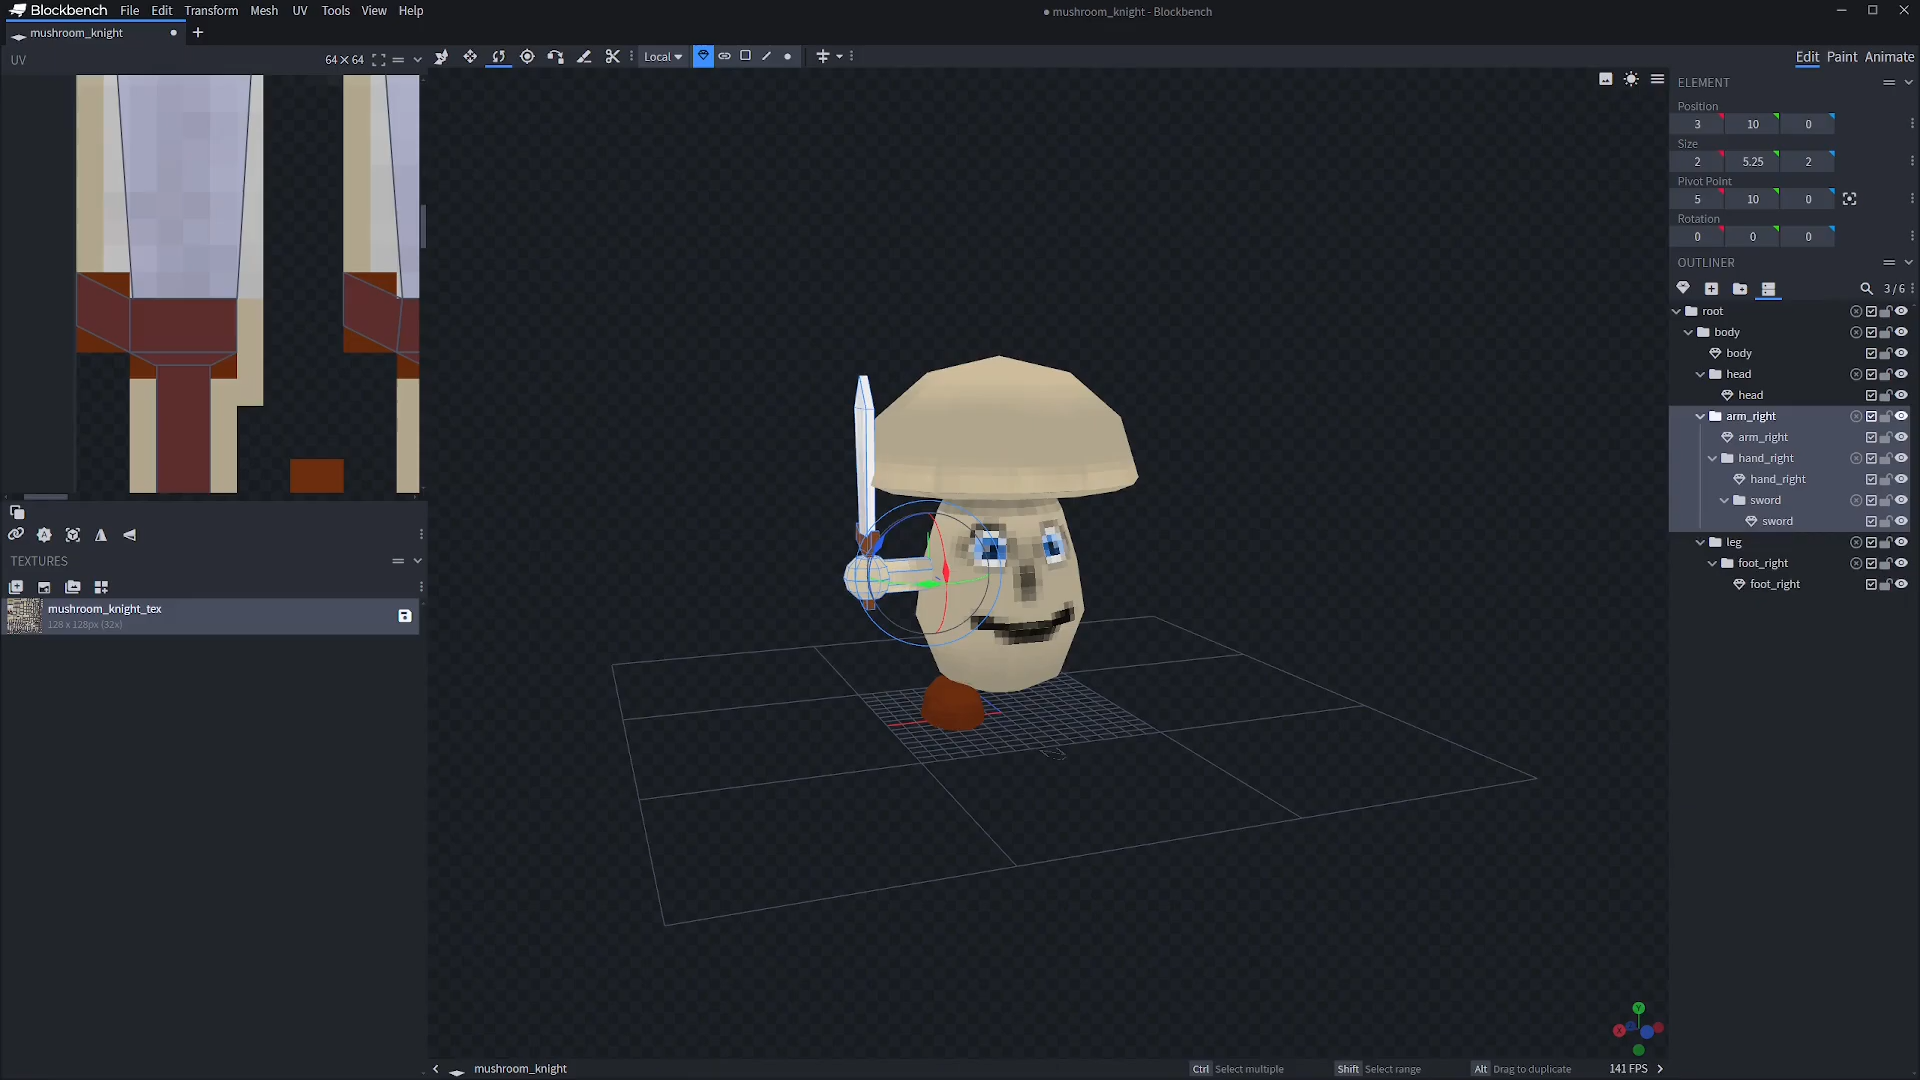 Blockbench File Edit Transform Mesh UV Tools View Help
mushroom_knight - Blockbench
mushroom_knight
UV 64×64
Local
Edit Paint Animate
ELEMENT
Position
3 10 0
Size
2 5.25 2
Pivot Point
5 10 0
Rotation
0 0 0
OUTLINER
3 / 6
root
body
body
head
head
arm_right
arm_right
hand_right
hand_right
sword
sword
leg
foot_right
foot_right
TEXTURES
mushroom_knight_tex
128 x 128px (32x)
Y
X
mushroom_knight
Ctrl Select multiple
Shift Select range
Alt Drag to duplicate
141 FPS